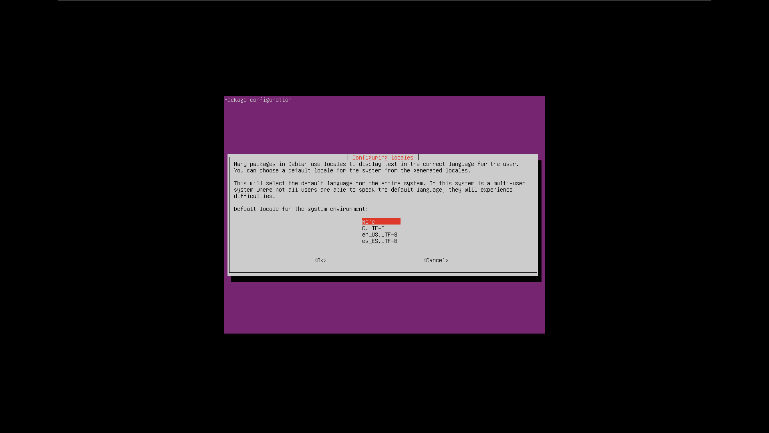 Package configuration
Configuring locales
Many packages in Debian use locales to display text in the correct language for the user.
You can choose a default locale for the system from the generated locales.
This will select the default language for the entire system. If this system is a multi-user
system where not all users are able to speak the default language, they will experience
difficulties.
Default locale for the system environment:
None
C.UTF-8
en_US.UTF-8
es_ES.UTF-8
<Ok> <Cancel>